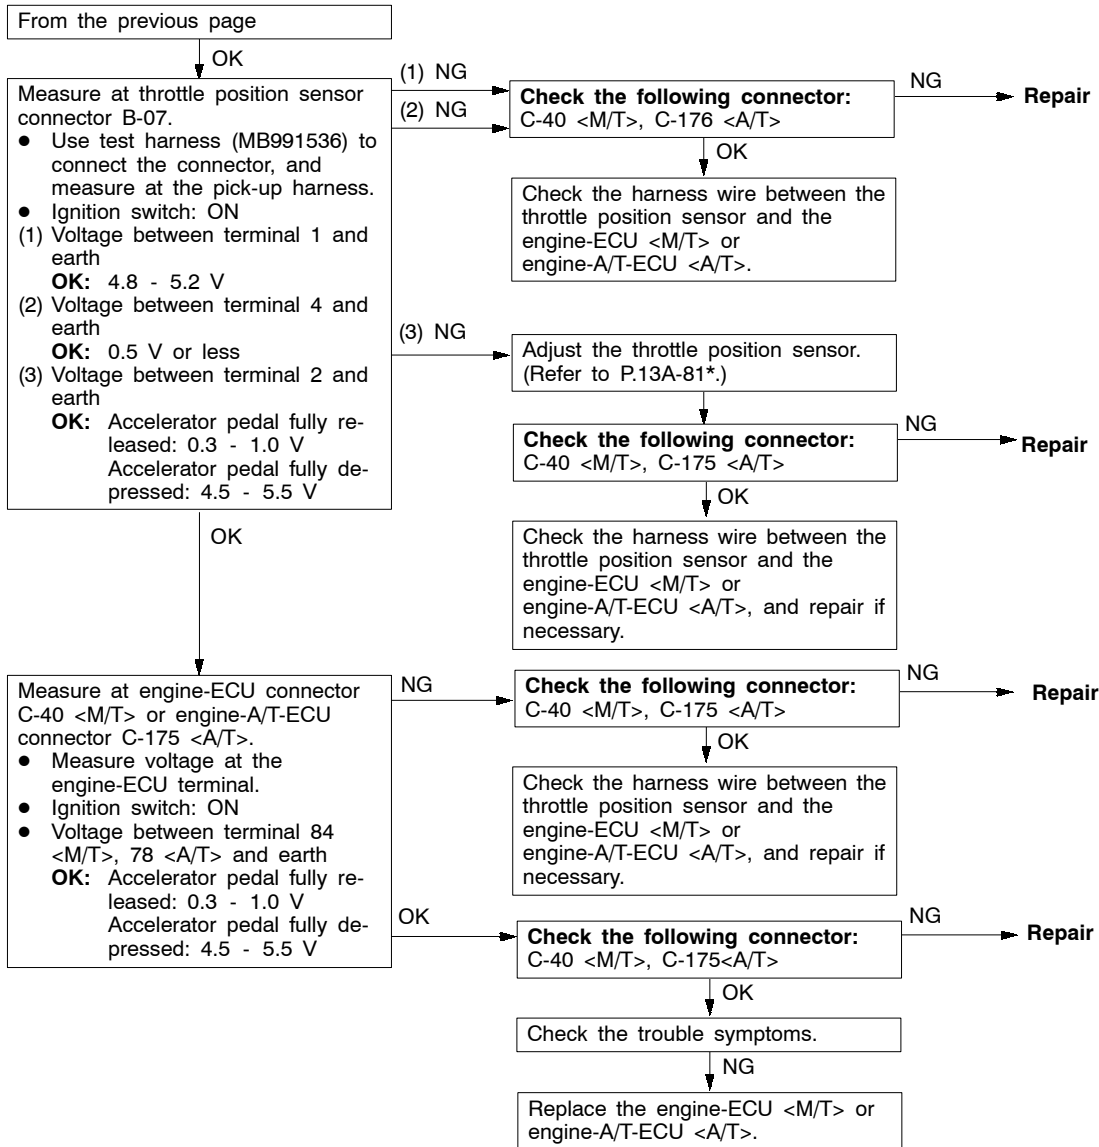 From the previous page
OK
Measure at throttle position sensor
connector B-07.
● Use test harness (MB991536) to
connect the connector, and
measure at the pick-up harness.
● Ignition switch: ON
(1) Voltage between terminal 1 and
earth
OK: 4.8 - 5.2 V
(2) Voltage between terminal 4 and
earth
OK: 0.5 V or less
(3) Voltage between terminal 2 and
earth
OK: Accelerator pedal fully re-
leased: 0.3 - 1.0 V
Accelerator pedal fully de-
pressed: 4.5 - 5.5 V
(1) NG
(2) NG
Check the following connector:
C-40 <M/T>, C-176 <A/T>
NG
Repair
OK
Check the harness wire between the
throttle position sensor and the
engine-ECU <M/T> or
engine-A/T-ECU <A/T>.
(3) NG
Adjust the throttle position sensor.
(Refer to P.13A-81*.)
Check the following connector:
C-40 <M/T>, C-175 <A/T>
NG
Repair
OK
Check the harness wire between the
throttle position sensor and the
engine-ECU <M/T> or
engine-A/T-ECU <A/T>, and repair if
necessary.
OK
Measure at engine-ECU connector
C-40 <M/T> or engine-A/T-ECU
connector C-175 <A/T>.
● Measure voltage at the
engine-ECU terminal.
● Ignition switch: ON
● Voltage between terminal 84
<M/T>, 78 <A/T> and earth
OK: Accelerator pedal fully re-
leased: 0.3 - 1.0 V
Accelerator pedal fully de-
pressed: 4.5 - 5.5 V
NG
Check the following connector:
C-40 <M/T>, C-175 <A/T>
NG
Repair
OK
Check the harness wire between the
throttle position sensor and the
engine-ECU <M/T> or
engine-A/T-ECU <A/T>, and repair if
necessary.
OK
Check the following connector:
C-40 <M/T>, C-175<A/T>
NG
Repair
OK
Check the trouble symptoms.
NG
Replace the engine-ECU <M/T> or
engine-A/T-ECU <A/T>.